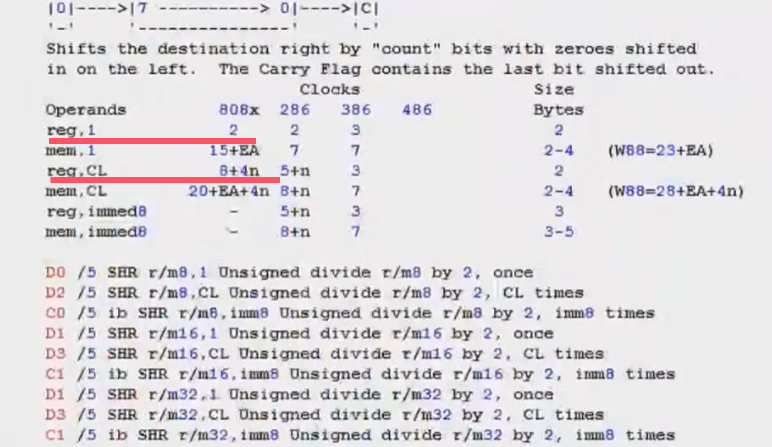 |0|---->|7 ----------> 0|---->|C|
'-'     '---------------'     '-'
Shifts the destination right by "count" bits with zeroes shifted
in on the left.  The Carry Flag contains the last bit shifted out.
Clocks Size
Operands 808x 286 386 486 Bytes
reg,1 2 2 3 2
mem,1 15+EA 7 7 2-4 (W88=23+EA)
reg,CL 8+4n 5+n 3 2
mem,CL 20+EA+4n 8+n 7 2-4 (W88=28+EA+4n)
reg,immed8 - 5+n 3 3
mem,immed8 - 8+n 7 3-5
D0 /5 SHR r/m8,1 Unsigned divide r/m8 by 2, once
D2 /5 SHR r/m8,CL Unsigned divide r/m8 by 2, CL times
C0 /5 ib SHR r/m8,imm8 Unsigned divide r/m8 by 2, imm8 times
D1 /5 SHR r/m16,1 Unsigned divide r/m16 by 2, once
D3 /5 SHR r/m16,CL Unsigned divide r/m16 by 2, CL times
C1 /5 ib SHR r/m16,imm8 Unsigned divide r/m16 by 2, imm8 times
D1 /5 SHR r/m32,1 Unsigned divide r/m32 by 2, once
D3 /5 SHR r/m32,CL Unsigned divide r/m32 by 2, CL times
C1 /5 ib SHR r/m32,imm8 Unsigned divide r/m32 by 2, imm8 times